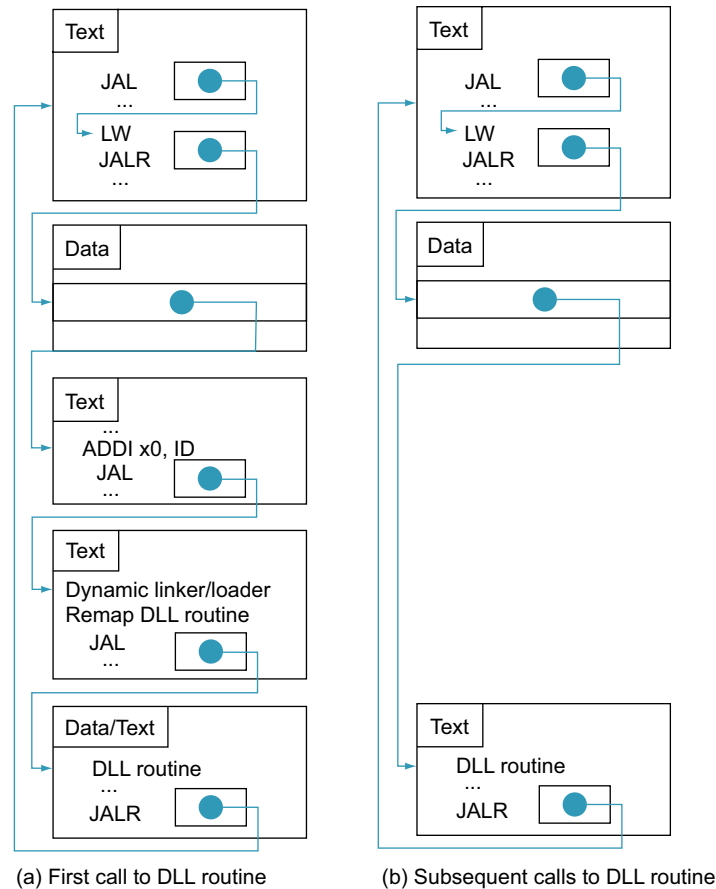 Text
JAL
...
LW
JALR
...
Data
Text
...
ADDI x0, ID
JAL
...
Text
Dynamic linker/loader
Remap DLL routine
JAL
...
Data/Text
DLL routine
...
JALR
(a) First call to DLL routine
Text
JAL
...
LW
JALR
...
Data
Text
DLL routine
...
JALR
(b) Subsequent calls to DLL routine